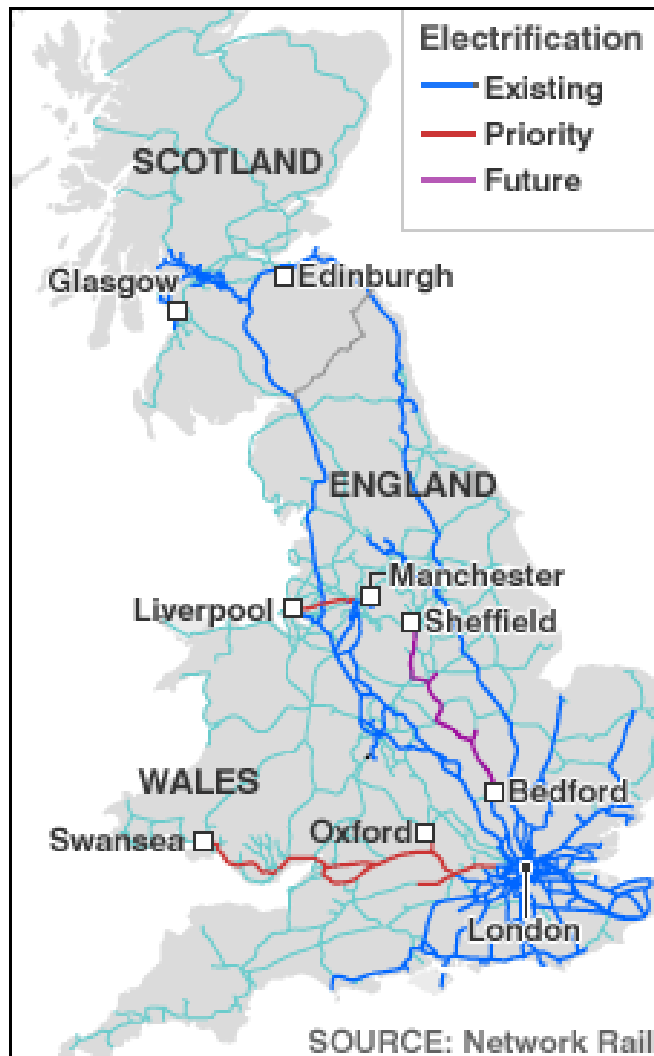 Electrification
Existing
Priority
Future
SCOTLAND
Glasgow
Edinburgh
ENGLAND
Manchester
Liverpool
Sheffield
WALES
Bedford
Swansea
Oxford
London
SOURCE: Network Rail